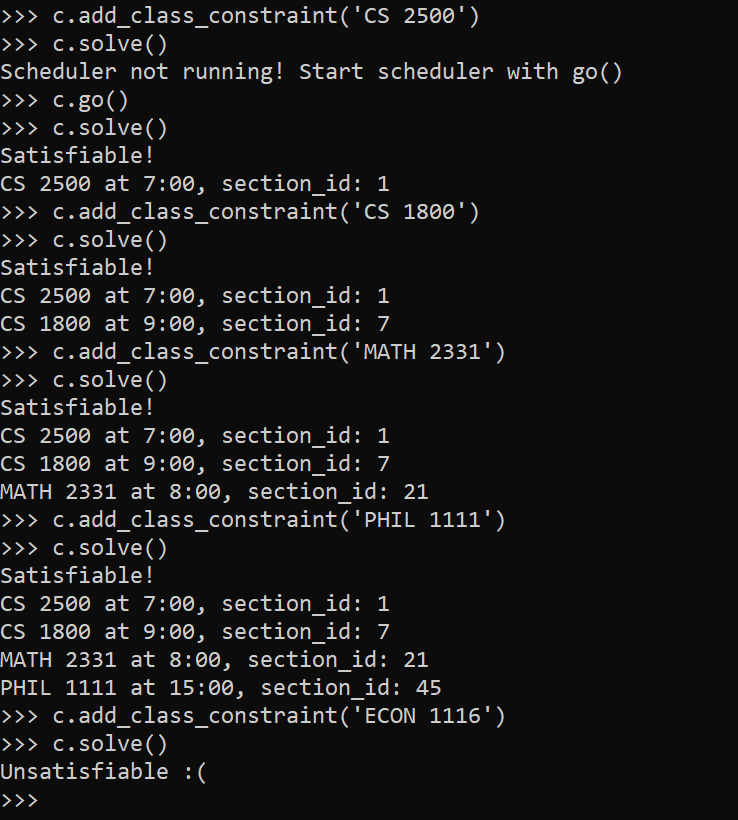 >>> c.add_class_constraint('CS 2500')
>>> c.solve()
Scheduler not running! Start scheduler with go()
>>> c.go()
>>> c.solve()
Satisfiable!
CS 2500 at 7:00, section_id: 1
>>> c.add_class_constraint('CS 1800')
>>> c.solve()
Satisfiable!
CS 2500 at 7:00, section_id: 1
CS 1800 at 9:00, section_id: 7
>>> c.add_class_constraint('MATH 2331')
>>> c.solve()
Satisfiable!
CS 2500 at 7:00, section_id: 1
CS 1800 at 9:00, section_id: 7
MATH 2331 at 8:00, section_id: 21
>>> c.add_class_constraint('PHIL 1111')
>>> c.solve()
Satisfiable!
CS 2500 at 7:00, section_id: 1
CS 1800 at 9:00, section_id: 7
MATH 2331 at 8:00, section_id: 21
PHIL 1111 at 15:00, section_id: 45
>>> c.add_class_constraint('ECON 1116')
>>> c.solve()
Unsatisfiable :(
>>>